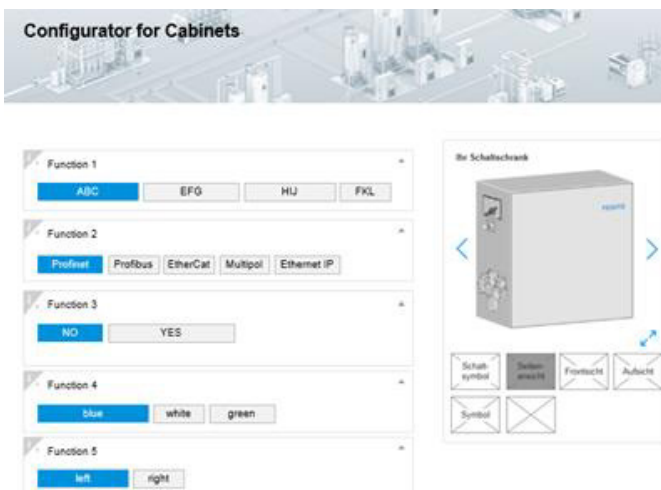 Configurator for Cabinets
Function 1
ABC EFG HIJ FKL
Function 2
Profinet Profibus EtherCat Multipol Ethernet IP
Function 3
NO YES
Function 4
blue white green
Function 5
left right
Ihr Schaltschrank
FESTO
Schalt-
symbol
Seiten-
ansicht
Frontsicht
Aufsicht
Symbol